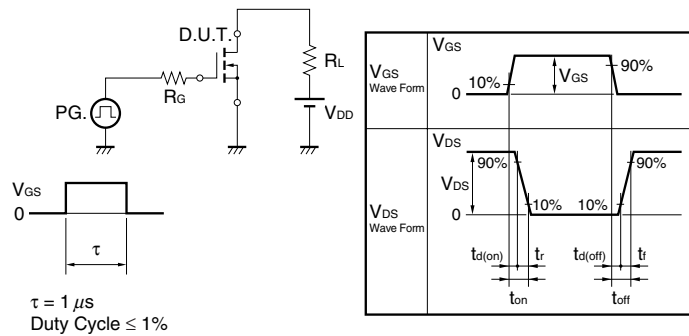 D.U.T.
RL
RG
PG.
VDD
VGS
0
τ
τ = 1 μs
Duty Cycle ≤ 1%
VGS
Wave Form
VGS
10%
VGS
90%
0
VDS
Wave Form
VDS
90%
90%
VDS
10%
10%
0
td(on)
tr
td(off)
tf
ton
toff